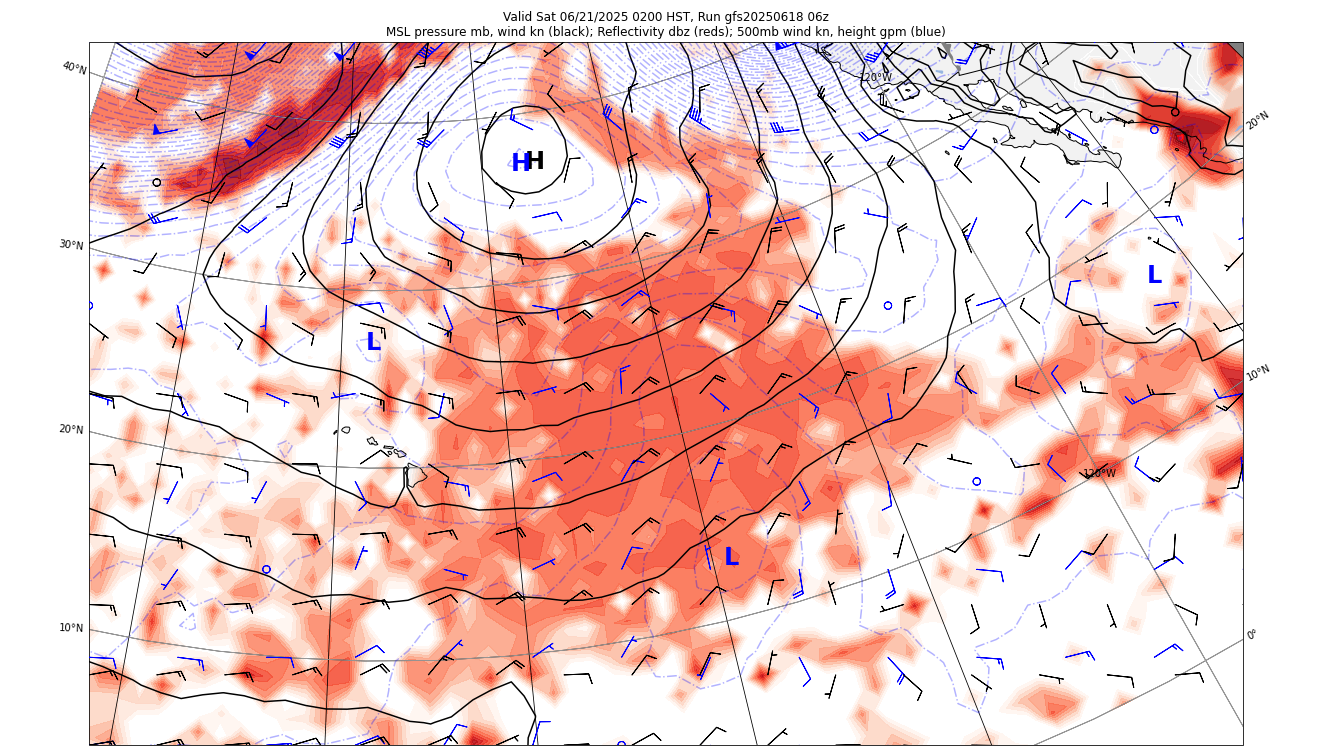 Valid Sat 06/21/2025 0200 HST, Run gfs20250618 06z
MSL pressure mb, wind kn (black); Reflectivity dbz (reds); 500mb wind kn, height gpm (blue)
40°N
120°W
20°N
H
H
30°N
L
L
10°N
20°N
120°W
L
10°N
0°